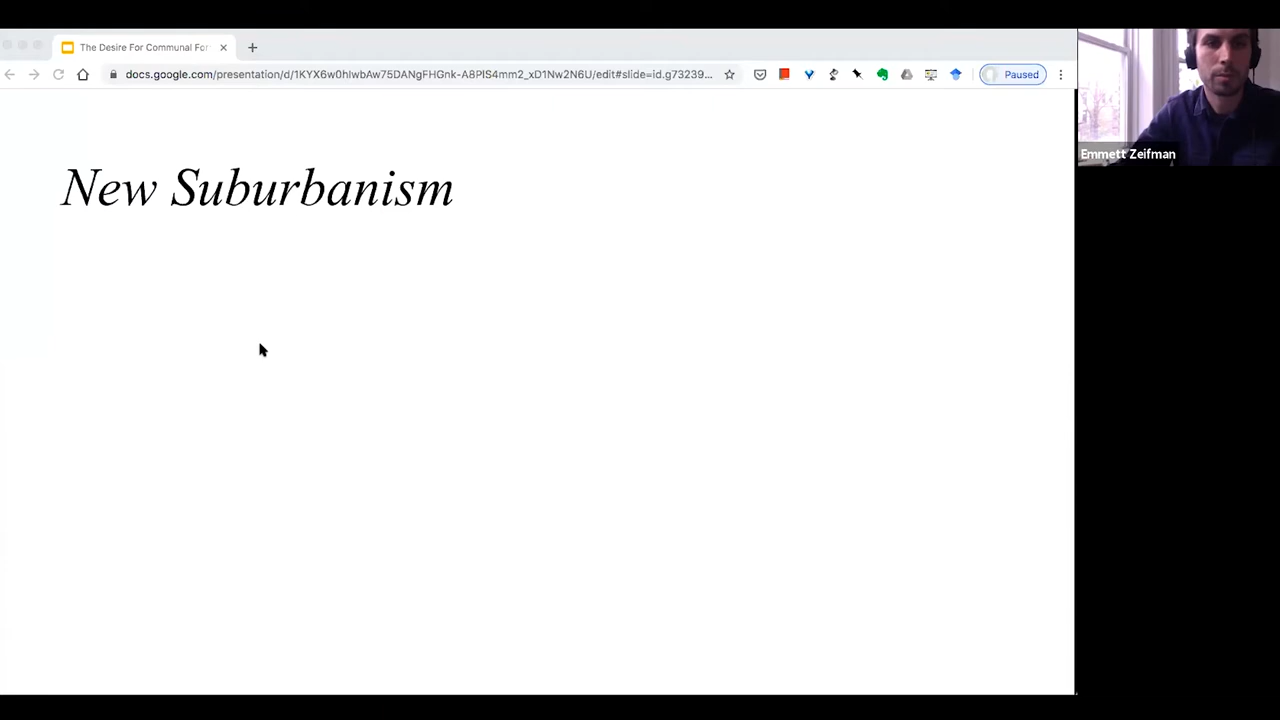 The Desire For Communal For
docs.google.com/presentation/d/1KYX6w0hIwbAw75DANgFHGnk-A8PIS4mm2_xD1Nw2N6U/edit#slide=id.g73239...
Paused
Emmett Zeifman
New Suburbanism